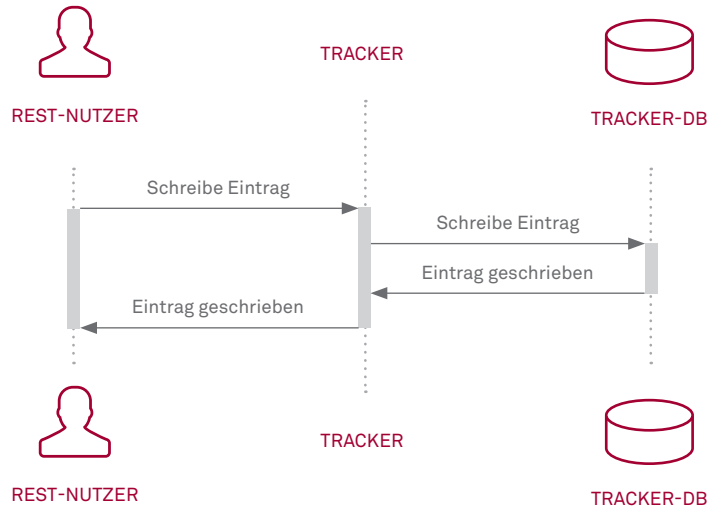 TRACKER
REST-NUTZER
TRACKER-DB
Schreibe Eintrag
Schreibe Eintrag
Eintrag geschrieben
Eintrag geschrieben
TRACKER
REST-NUTZER
TRACKER-DB